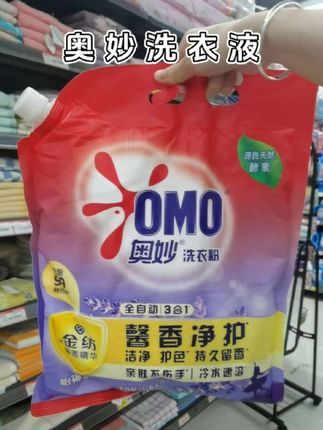 奥妙洗衣液
源自天然
酵素
OMO
奥妙® 洗衣粉
全自动 3合1
金纺
馨香净护
洁净 护色 持久留香
亲肤不伤手 冷水速溶